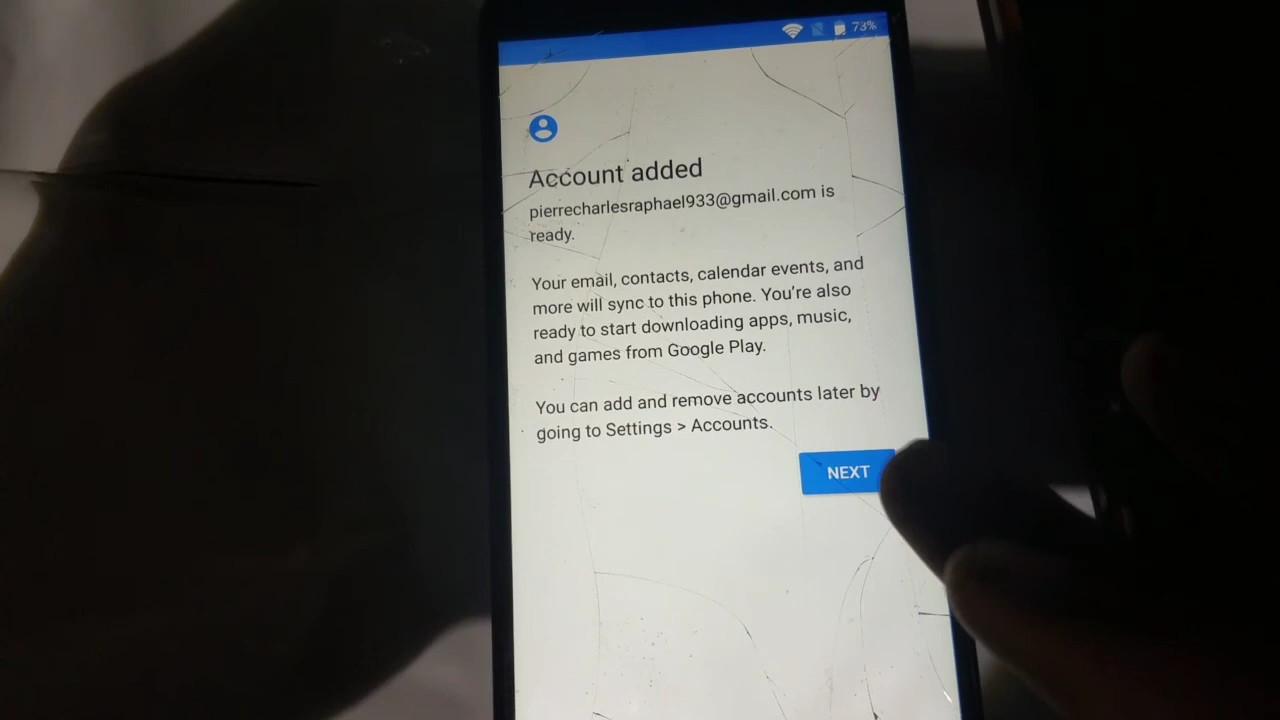 73%
Account added
pierrecharlesraphael933@gmail.com is
ready.
Your email, contacts, calendar events, and
more will sync to this phone. You're also
ready to start downloading apps, music,
and games from Google Play.
You can add and remove accounts later by
going to Settings > Accounts.
NEXT